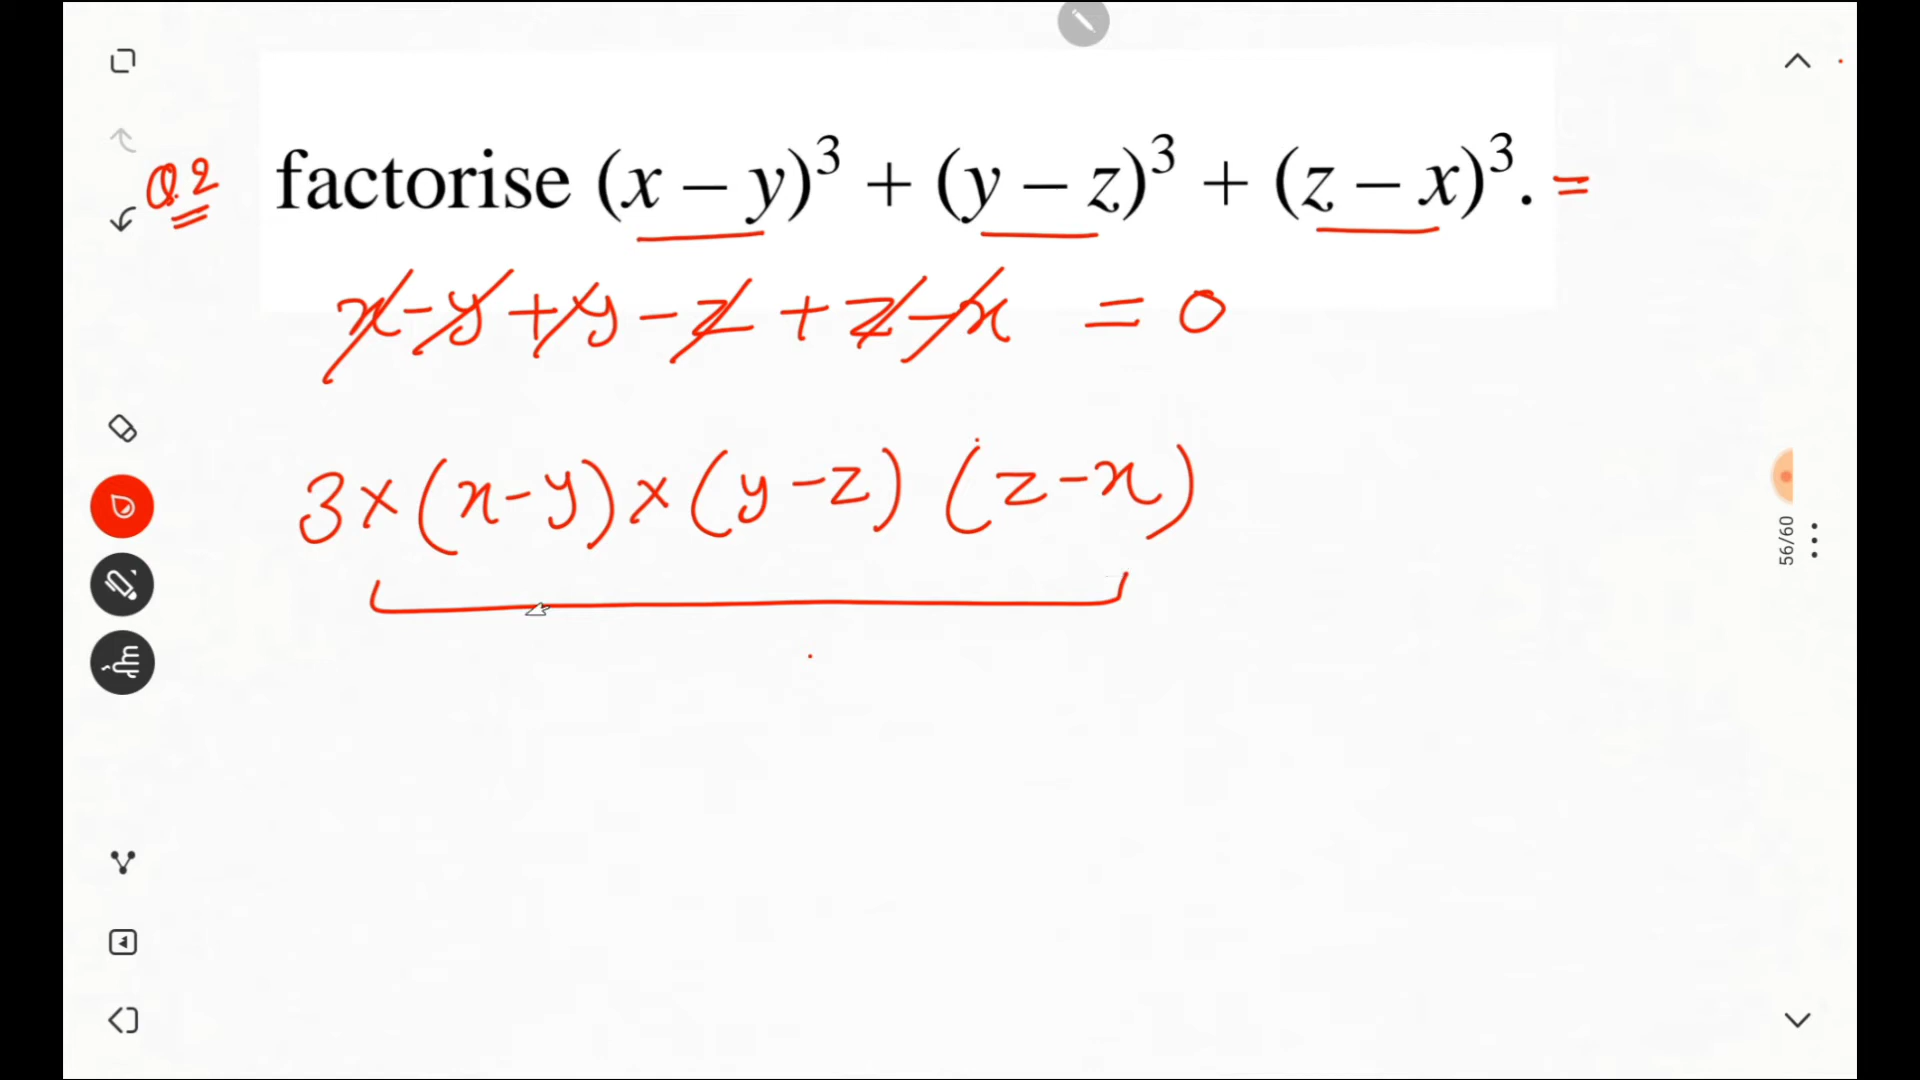 Q.2 factorise (x – y)³ + (y – z)³ + (z – x)³. =
x-y+y-z+z-x = 0
3×(x-y)×(y-z)(z-x)
56/60